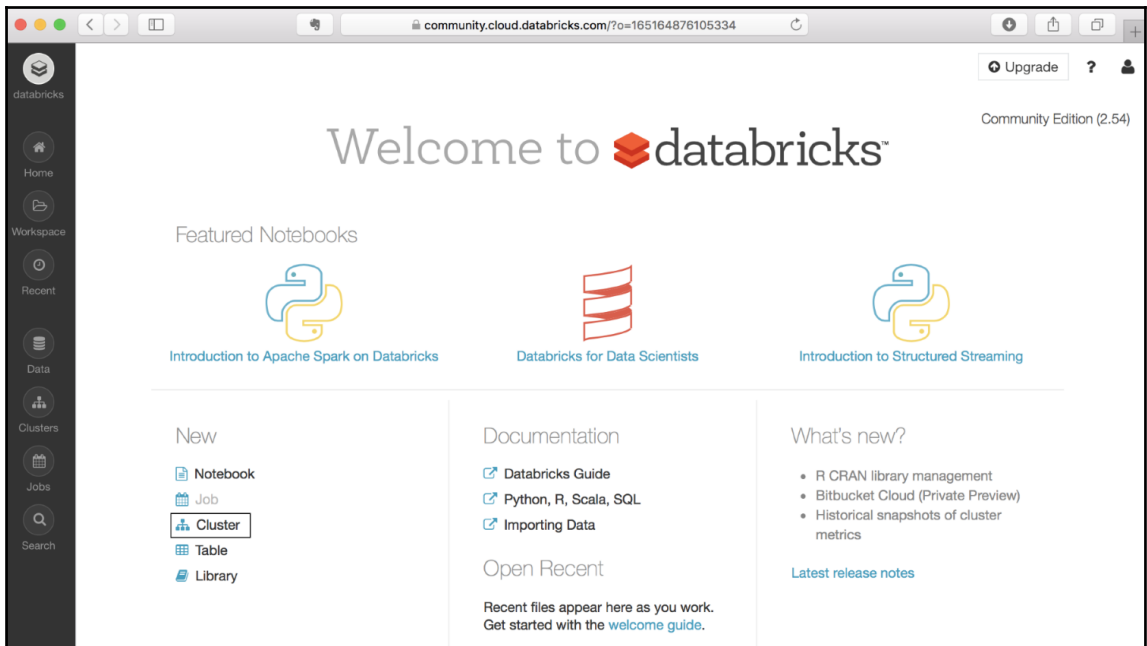 community.cloud.databricks.com/?o=165164876105334
databricks
Home
Workspace
Recent
Data
Clusters
Jobs
Search
Upgrade ?
Community Edition (2.54)
Welcome to databricks™
Featured Notebooks
Introduction to Apache Spark on Databricks
Databricks for Data Scientists
Introduction to Structured Streaming
New
Notebook
Job
Cluster
Table
Library
Documentation
Databricks Guide
Python, R, Scala, SQL
Importing Data
Open Recent
Recent files appear here as you work.
Get started with the welcome guide.
What's new?
• R CRAN library management
• Bitbucket Cloud (Private Preview)
• Historical snapshots of cluster
metrics
Latest release notes